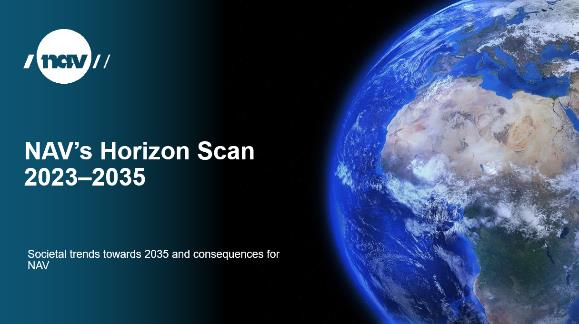 nav
NAV’s Horizon Scan
2023–2035
Societal trends towards 2035 and consequences for
NAV